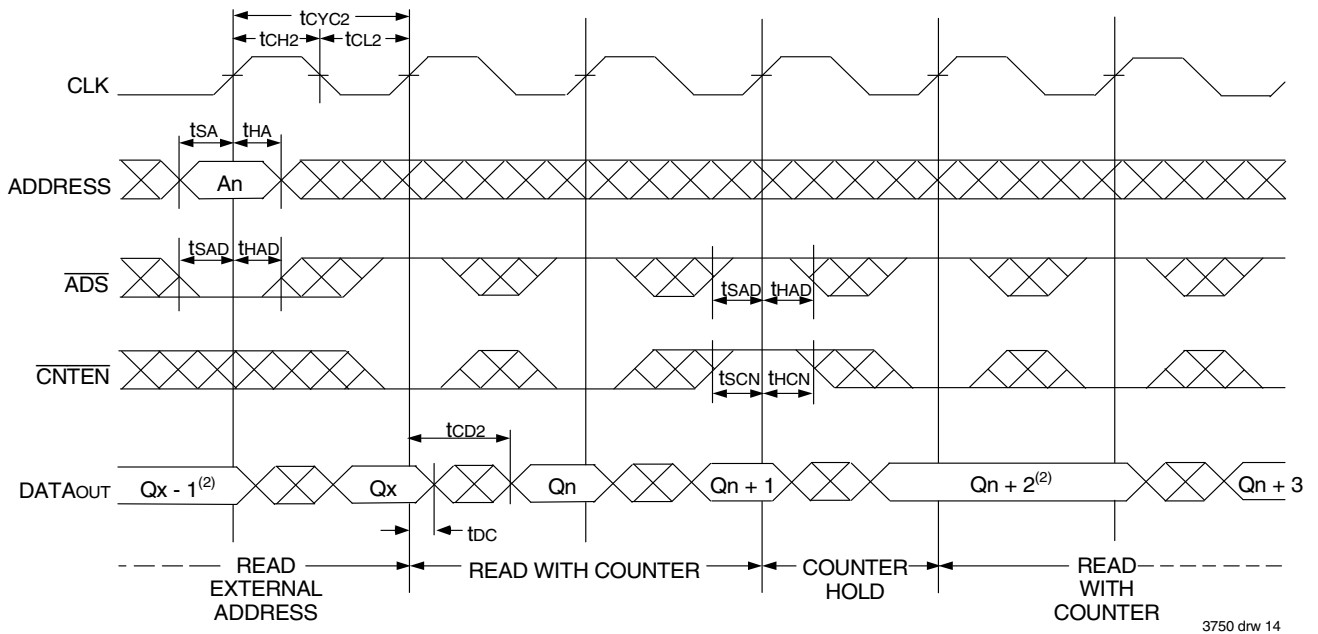 tCYC2
tCH2 tCL2
CLK
tSA tHA
ADDRESS An
tSAD tHAD
ADS
tSAD tHAD
CNTEN
tSCN tHCN
tCD2
DATAOUT Qx - 1(2) Qx Qn Qn + 1 Qn + 2(2) Qn + 3
tDC
READ EXTERNAL ADDRESS
READ WITH COUNTER
COUNTER HOLD
READ WITH COUNTER
3750 drw 14